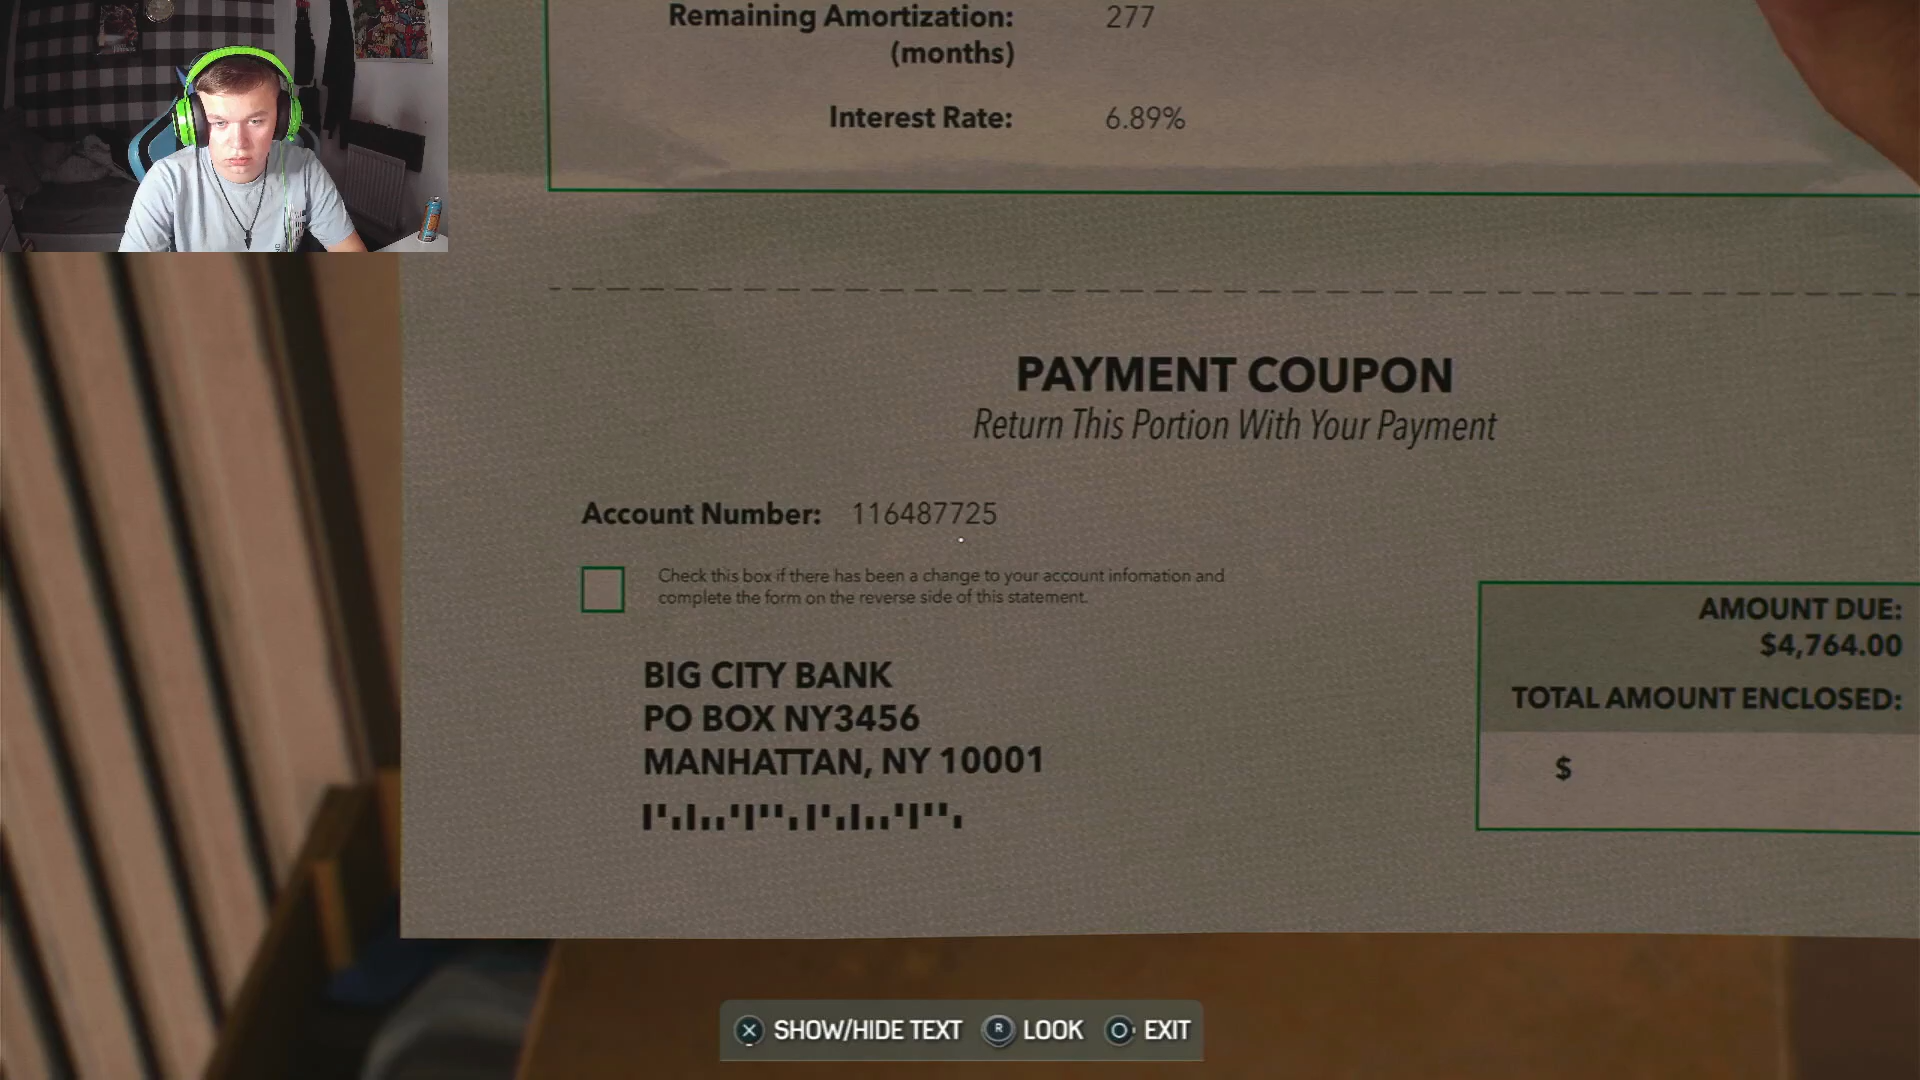 Remaining Amortization: 277
(months)
Interest Rate: 6.89%
PAYMENT COUPON
Return This Portion With Your Payment
Account Number: 116487725
Check this box if there has been a change to your account infomation and
complete the form on the reverse side of this statement.
AMOUNT DUE:
$4,764.00
BIG CITY BANK
PO BOX NY3456
MANHATTAN, NY 10001
TOTAL AMOUNT ENCLOSED:
$
SHOW/HIDE TEXT R LOOK EXIT